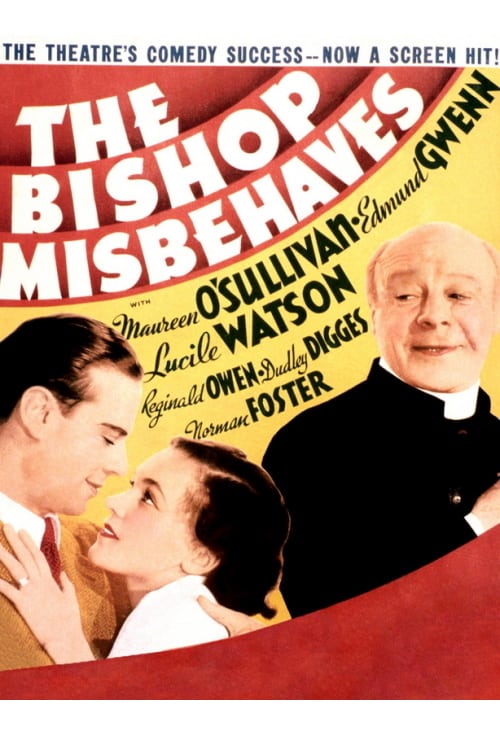 THE THEATRE'S COMEDY SUCCESS--NOW A SCREEN HIT!
THE
BISHOP
MISBEHAVES
WITH
Maureen O'SULLIVAN·Edmund GWENN
Lucile WATSON
Reginald OWEN·Dudley DIGGES
Norman FOSTER